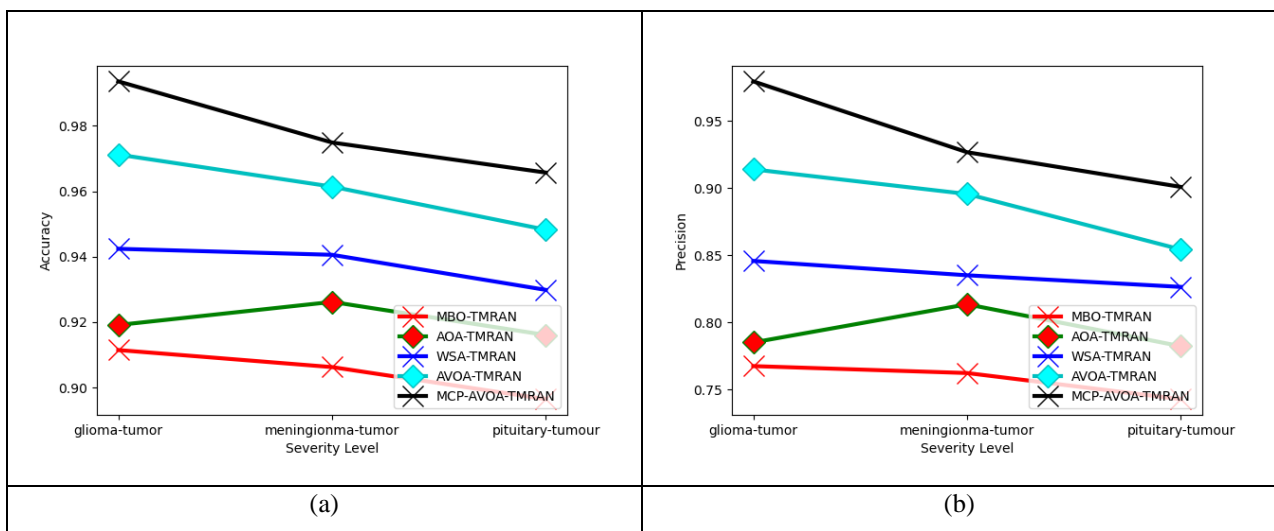 0.98
0.96
0.94
0.92
0.90
Accuracy
MBO-TMRAN
AOA-TMRAN
WSA-TMRAN
AVOA-TMRAN
MCP-AVOA-TMRAN
glioma-tumor meningionma-tumor pituitary-tumour
Severity Level
(a)
0.95
0.90
0.85
0.80
0.75
Precision
MBO-TMRAN
AOA-TMRAN
WSA-TMRAN
AVOA-TMRAN
MCP-AVOA-TMRAN
glioma-tumor meningionma-tumor pituitary-tumour
Severity Level
(b)